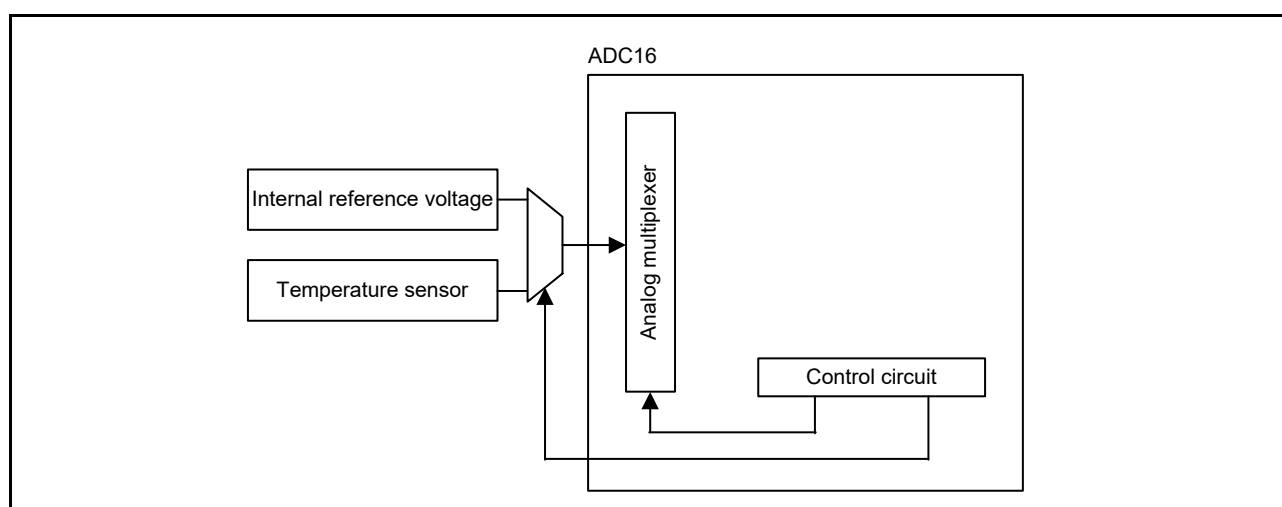 ADC16
Internal reference voltage
Temperature sensor
Analog multiplexer
Control circuit